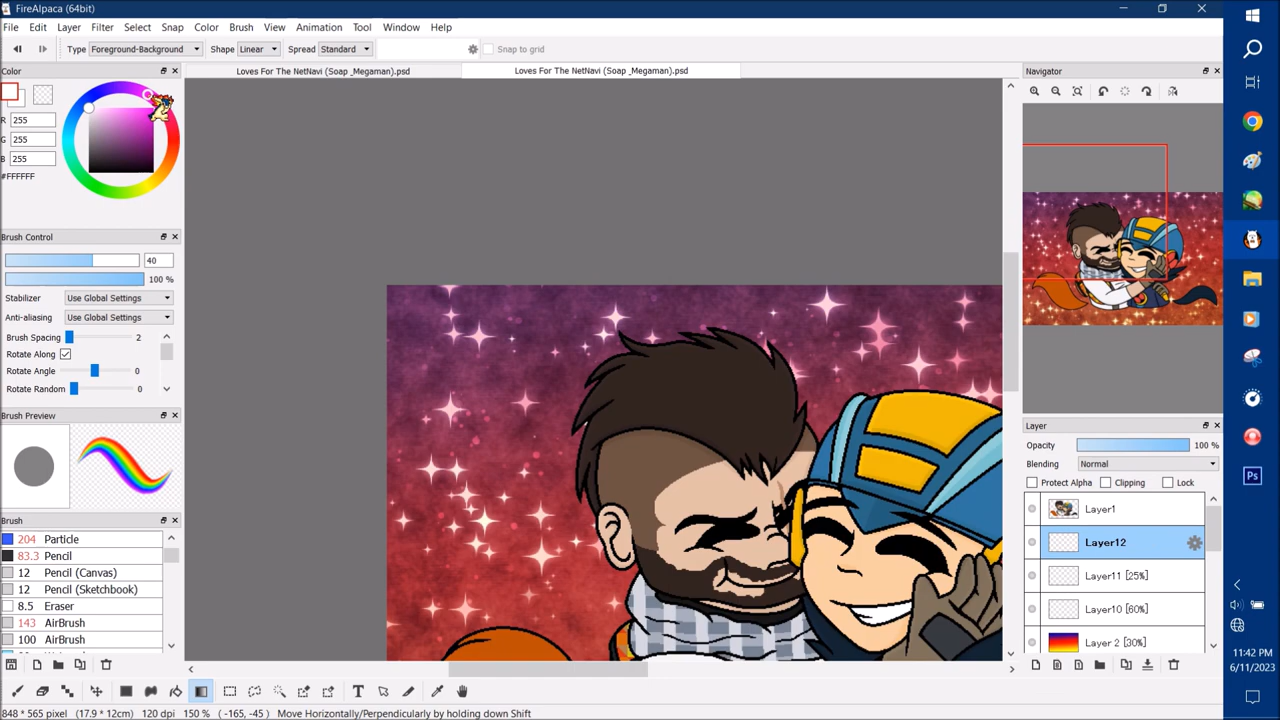 FireAlpaca (64bit)
File Edit Layer Filter Select Snap Color Brush View Animation Tool Window Help
Type Foreground-Background Shape Linear Spread Standard Snap to grid
Color
Loves For The NetNavi (Soap _Megaman).psd
Loves For The NetNavi (Soap _Megaman).psd
Navigator
R 255
G 255
B 255
#FFFFFF
Brush Control
40
100 %
Stabilizer Use Global Settings
Anti-aliasing Use Global Settings
Brush Spacing 2
Rotate Along
Rotate Angle 0
Rotate Random 0
Brush Preview
Brush
204 Particle
83.3 Pencil
12 Pencil (Canvas)
12 Pencil (Sketchbook)
8.5 Eraser
143 AirBrush
100 AirBrush
Layer
Opacity 100 %
Blending Normal
Protect Alpha Clipping Lock
Layer1
Layer12
Layer11 [25%]
Layer10 [60%]
Layer 2 [30%]
T
848 * 565 pixel (17.9 * 12cm) 120 dpi 150 % (-165, -45) Move Horizontally/Perpendicularly by holding down Shift
Ps
11:42 PM
6/11/2023